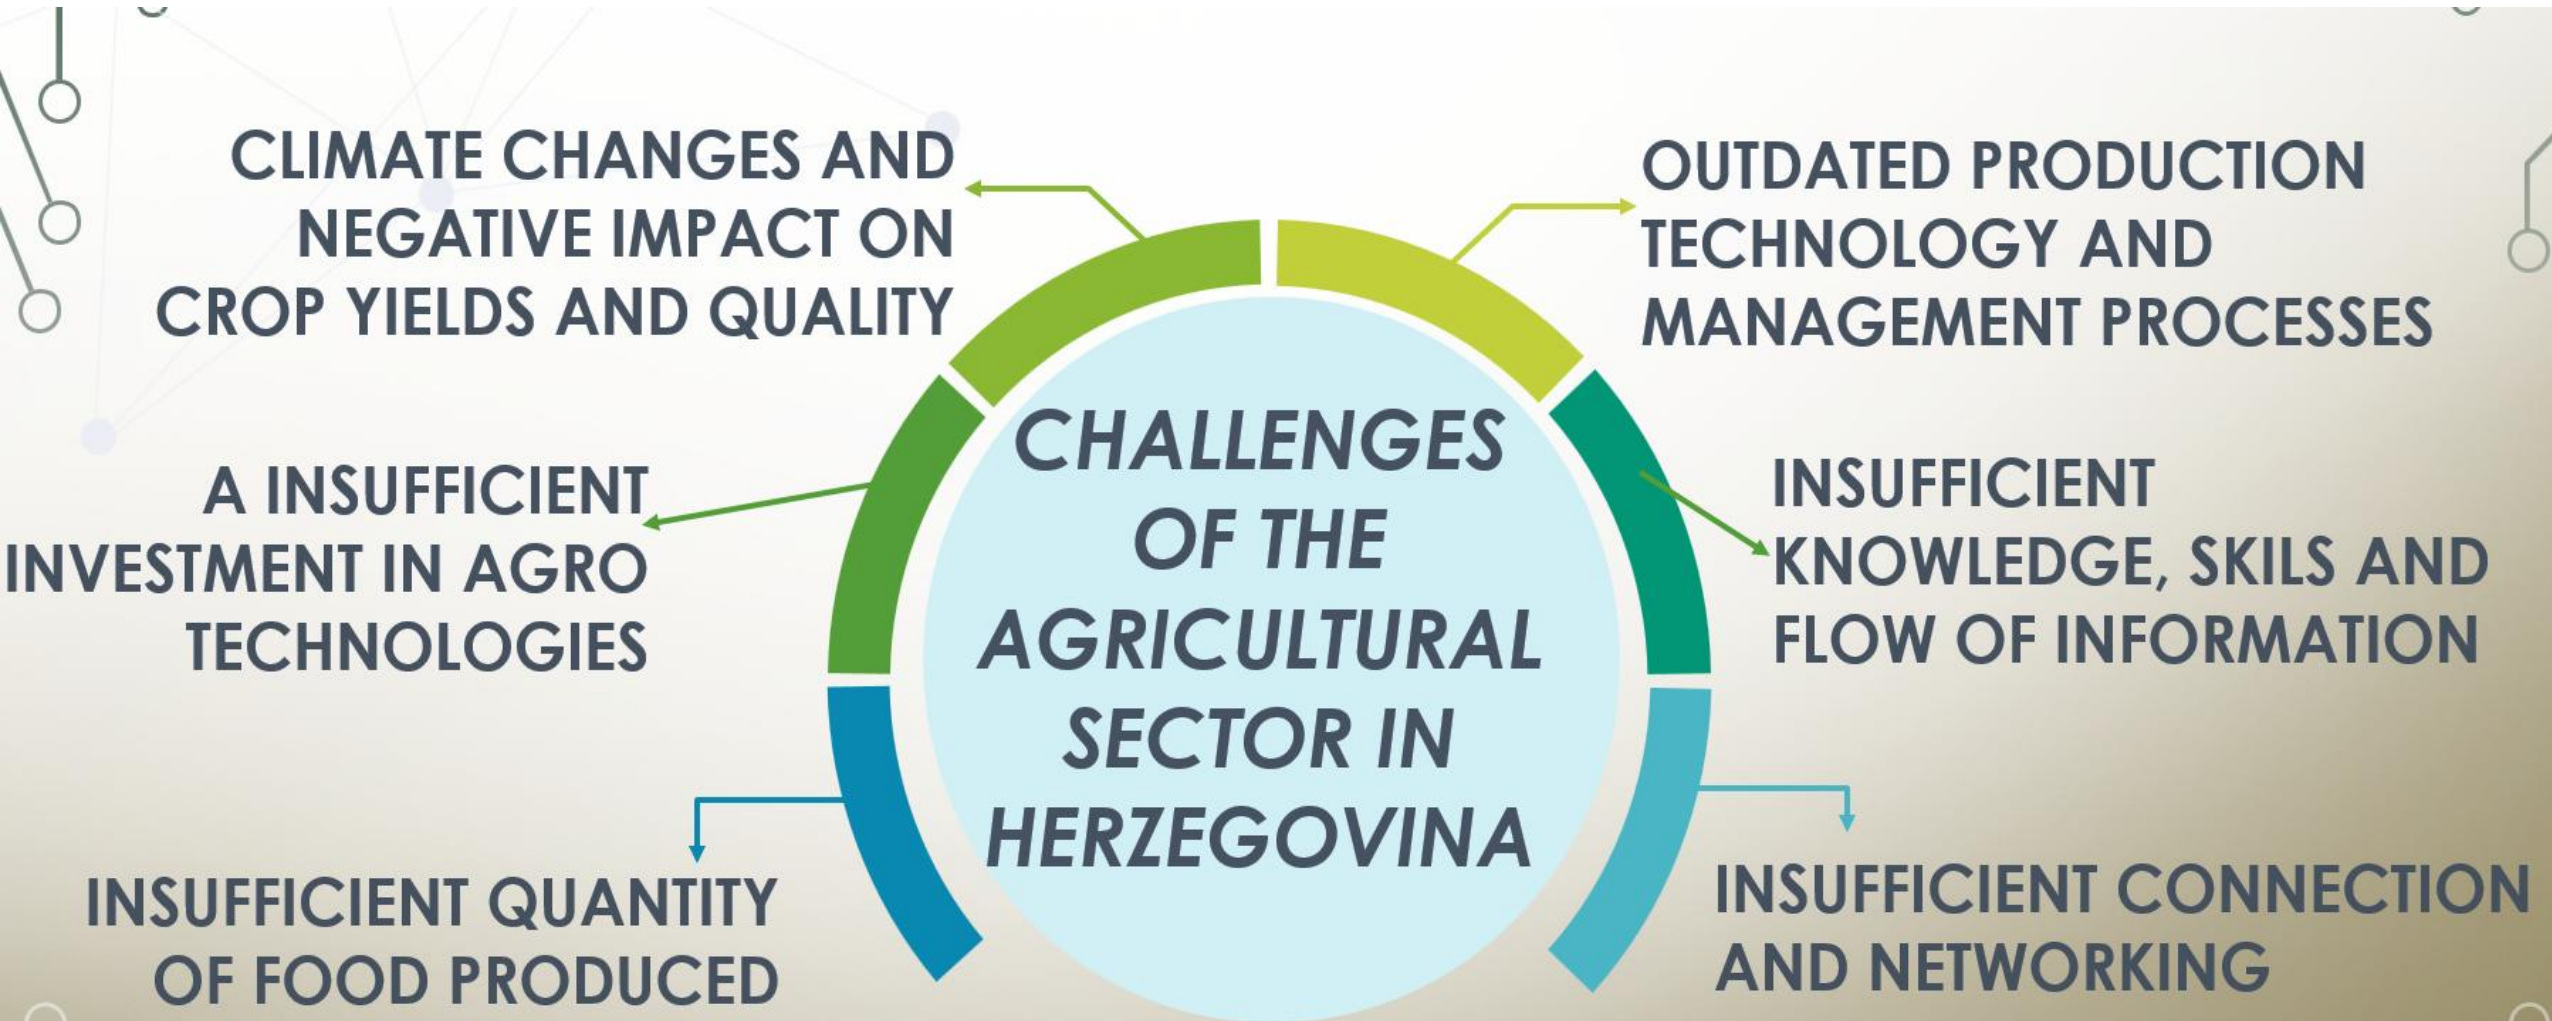 CLIMATE CHANGES AND
NEGATIVE IMPACT ON
CROP YIELDS AND QUALITY
A INSUFFICIENT
INVESTMENT IN AGRO
TECHNOLOGIES
INSUFFICIENT QUANTITY
OF FOOD PRODUCED
CHALLENGES
OF THE
AGRICULTURAL
SECTOR IN
HERZEGOVINA
OUTDATED PRODUCTION
TECHNOLOGY AND
MANAGEMENT PROCESSES
INSUFFICIENT
KNOWLEDGE, SKILS AND
FLOW OF INFORMATION
INSUFFICIENT CONNECTION
AND NETWORKING